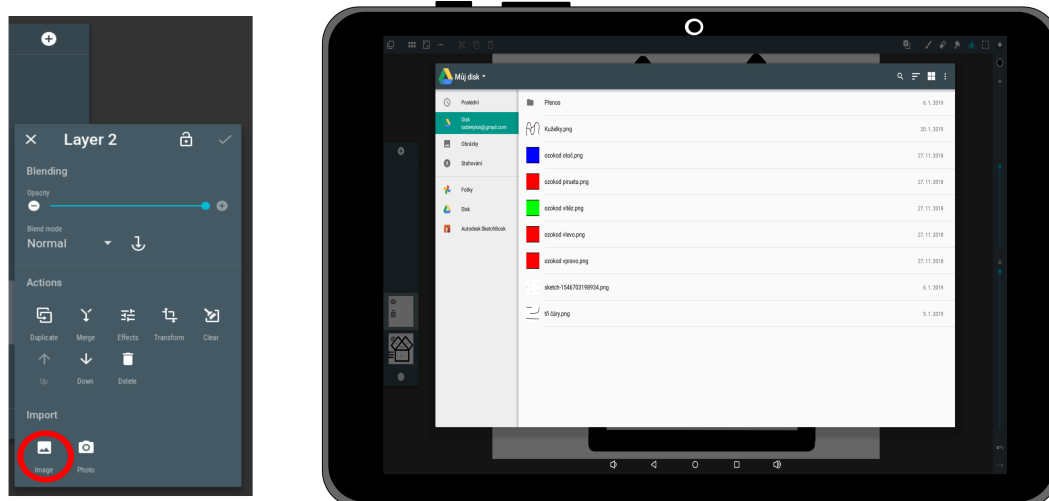 Layer 2
Blending
Opacity
Blend mode
Normal
Actions
Duplicate Merge Effects Transform Clear
Up Down Delete
Import
Image Photo
Můj disk
Poslední
Disk
tabletykis@gmail.com
Obrázky
Stahování
Fotky
Disk
Autodesk SketchBook
Přenos 6. 1. 2019
Kuželky.png 20. 1. 2019
ozokod otoč.png 27. 11. 2018
ozokod pirueta.png 27. 11. 2018
ozokod vítěz.png 27. 11. 2018
ozokod vlevo.png 27. 11. 2018
ozokod vpravo.png 27. 11. 2018
sketch-1546703198934.png 6. 1. 2019
tři čáry.png 5. 1. 2019